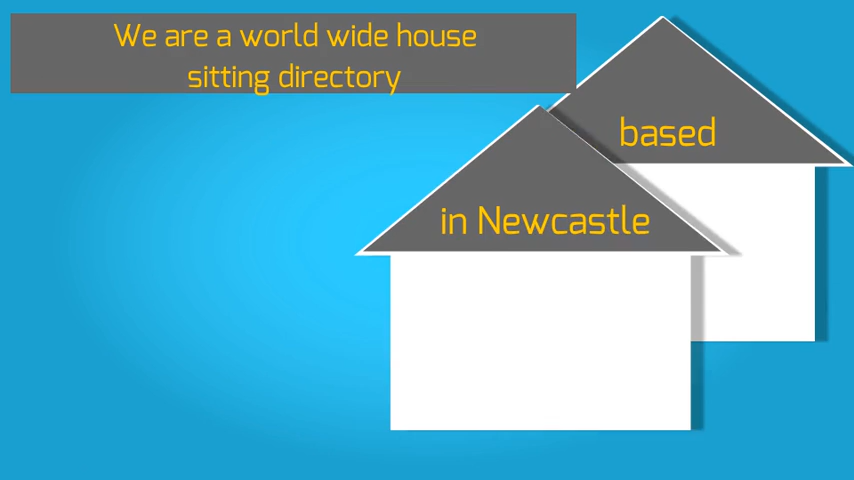 We are a world wide house
sitting directory
based
in Newcastle